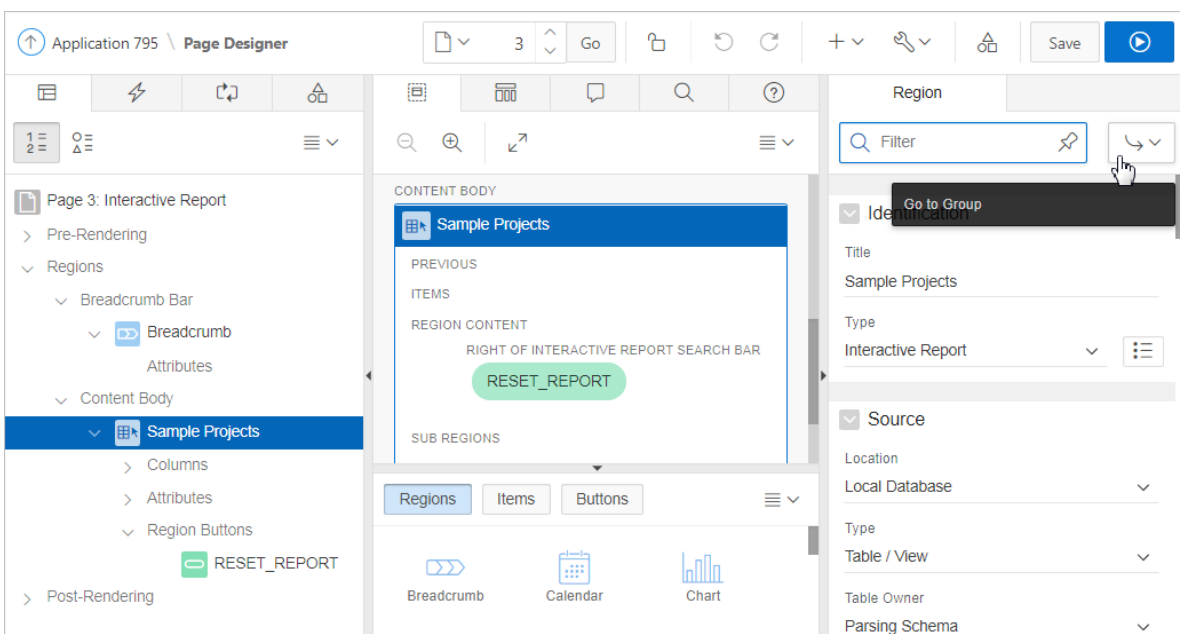 Application 795 \ Page Designer
3
Go
Save
Page 3: Interactive Report
Pre-Rendering
Regions
Breadcrumb Bar
Breadcrumb
Attributes
Content Body
Sample Projects
Columns
Attributes
Region Buttons
RESET_REPORT
Post-Rendering
CONTENT BODY
Sample Projects
PREVIOUS
ITEMS
REGION CONTENT
RIGHT OF INTERACTIVE REPORT SEARCH BAR
RESET_REPORT
SUB REGIONS
Regions
Items
Buttons
Breadcrumb
Calendar
Chart
Region
Filter
Go to Group
Identification
Title
Sample Projects
Type
Interactive Report
Source
Location
Local Database
Type
Table / View
Table Owner
Parsing Schema